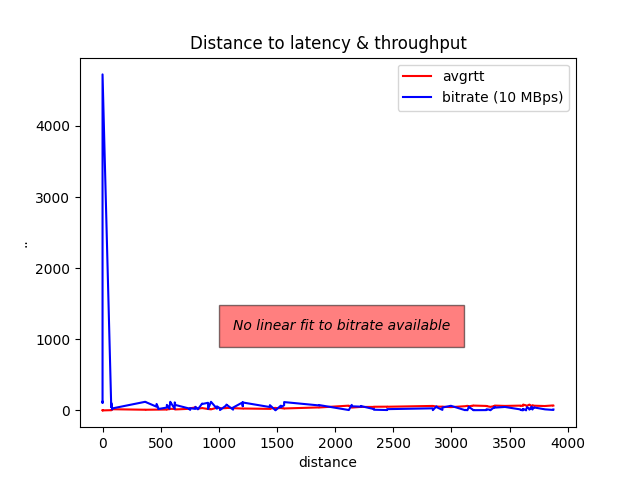 Distance to latency & throughput
avgrtt
bitrate (10 MBps)
4000
3000
2000
1000
0
..
No linear fit to bitrate available
0 500 1000 1500 2000 2500 3000 3500 4000
distance